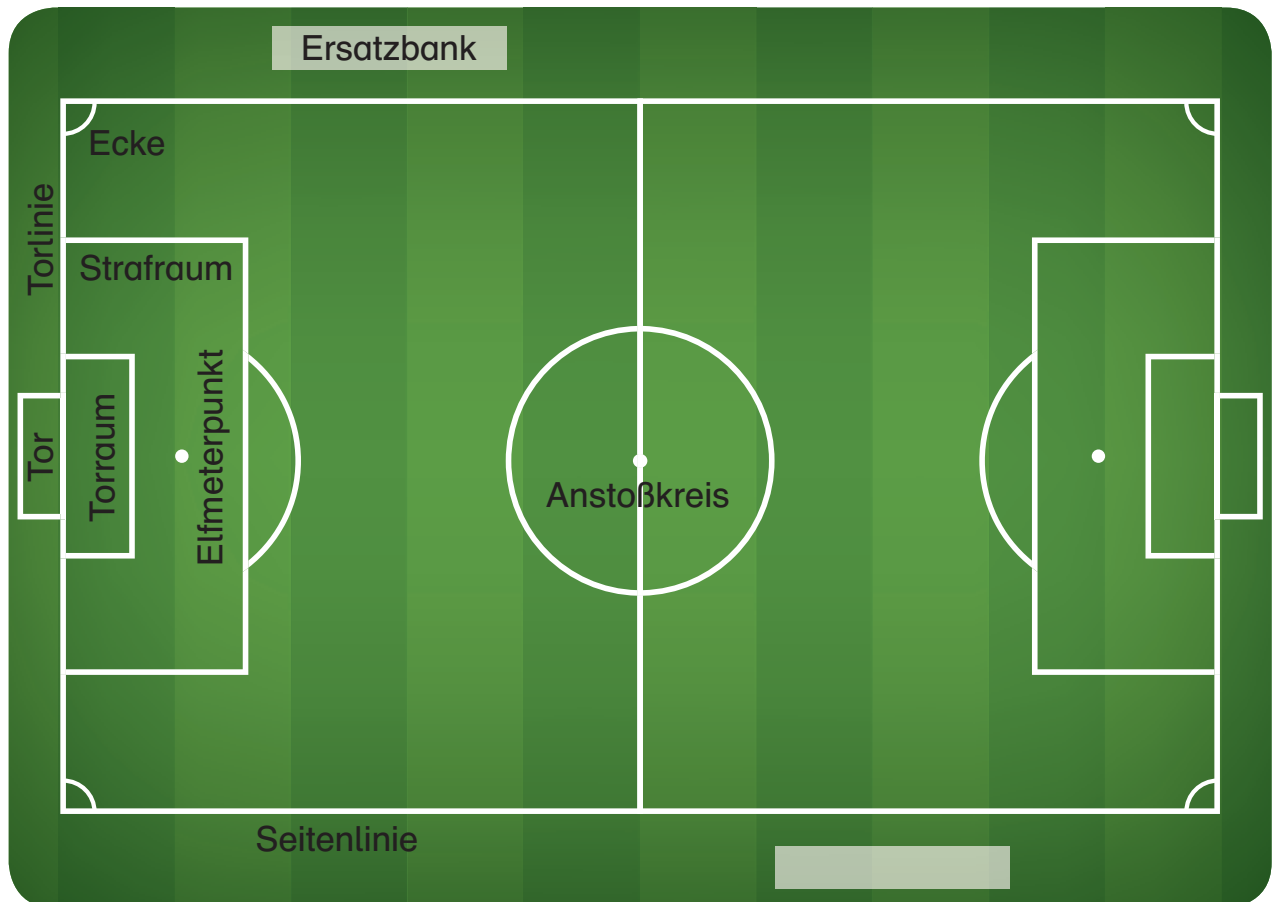 Ersatzbank
Ecke
Torlinie
Strafraum
Tor
Torraum
Elfmeterpunkt
Anstoßkreis
Seitenlinie